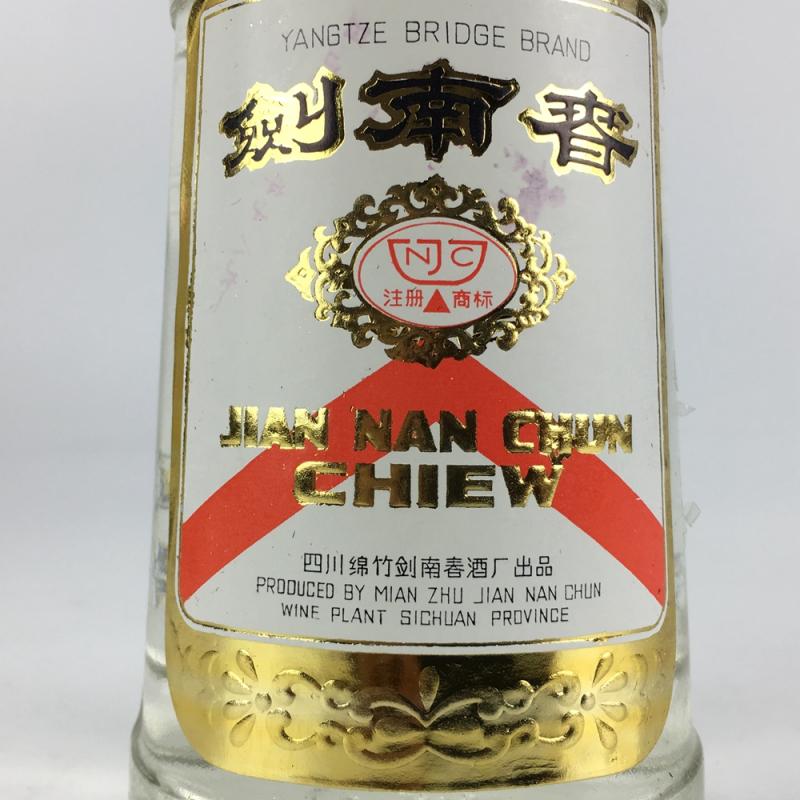 YANGTZE BRIDGE BRAND
劍南春
NJC
注册 商标
JIAN NAN CHUN
CHIEW
四川绵竹剑南春酒厂出品
PRODUCED BY MIAN ZHU JIAN NAN CHUN
WINE PLANT SICHUAN PROVINCE